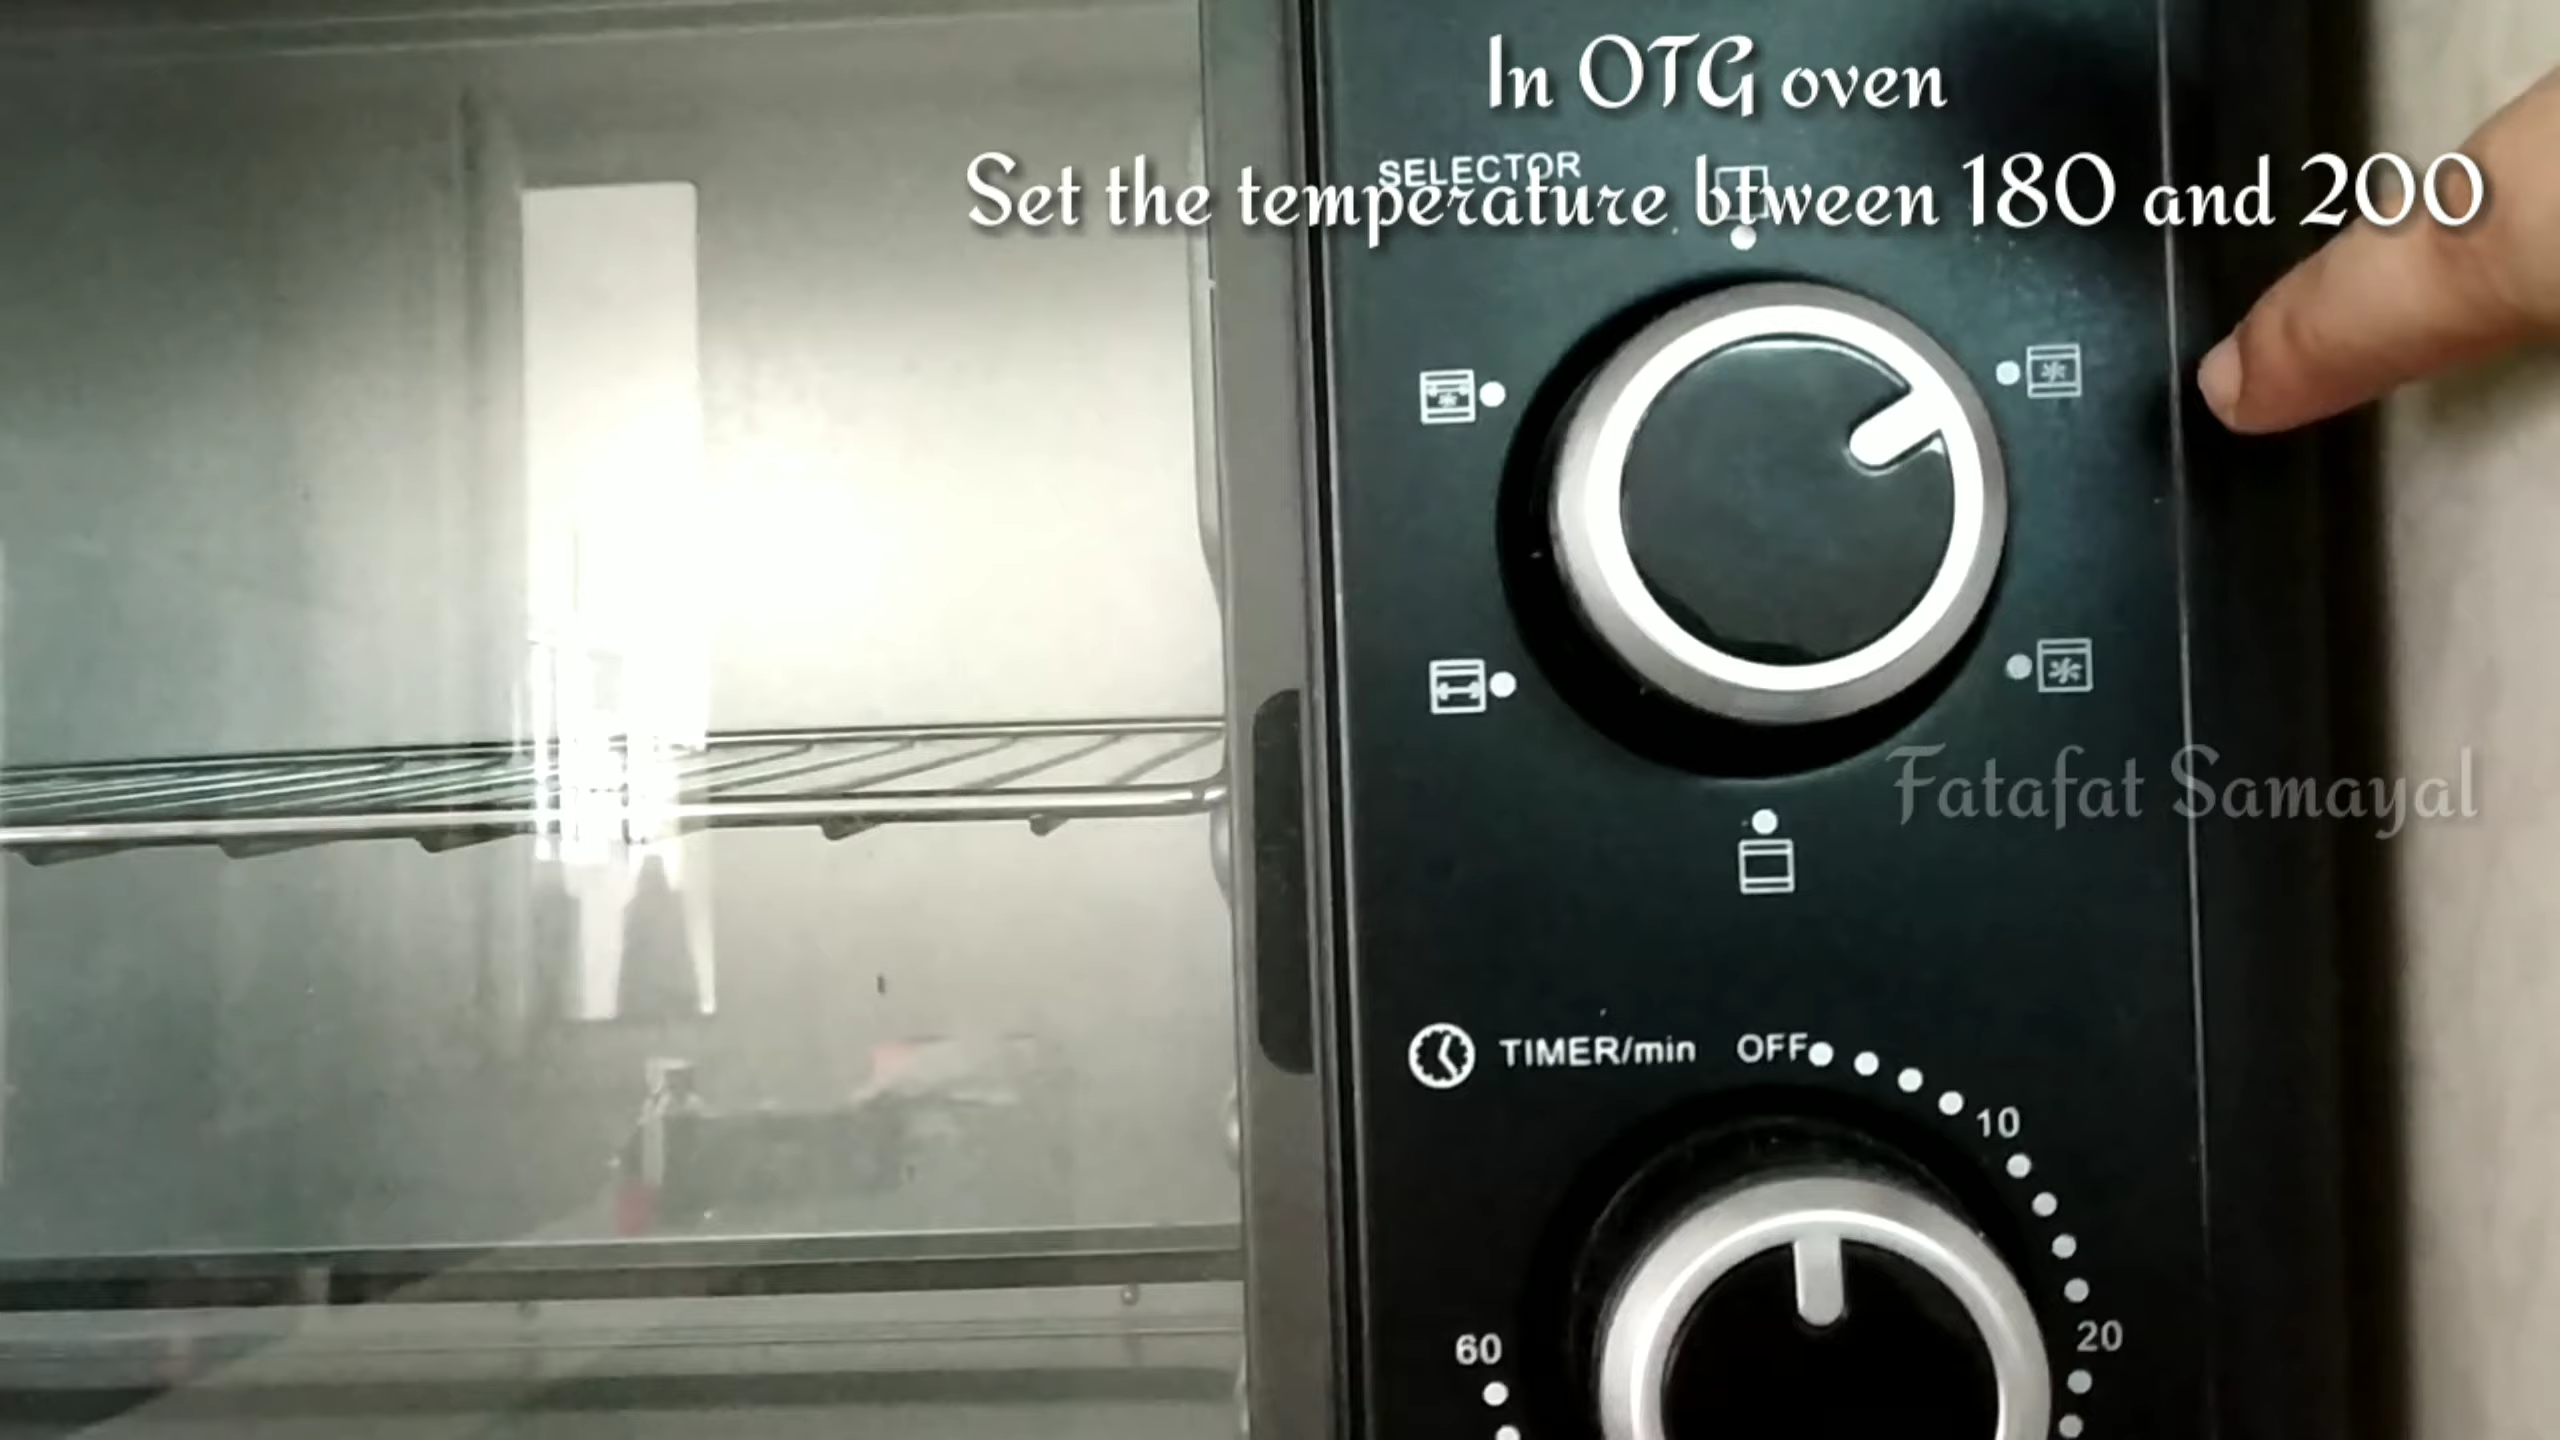 In OTG oven
SELECTOR
Set the temperature btween 180 and 200
Fatafat Samayal
TIMER/min OFF
10
20
60